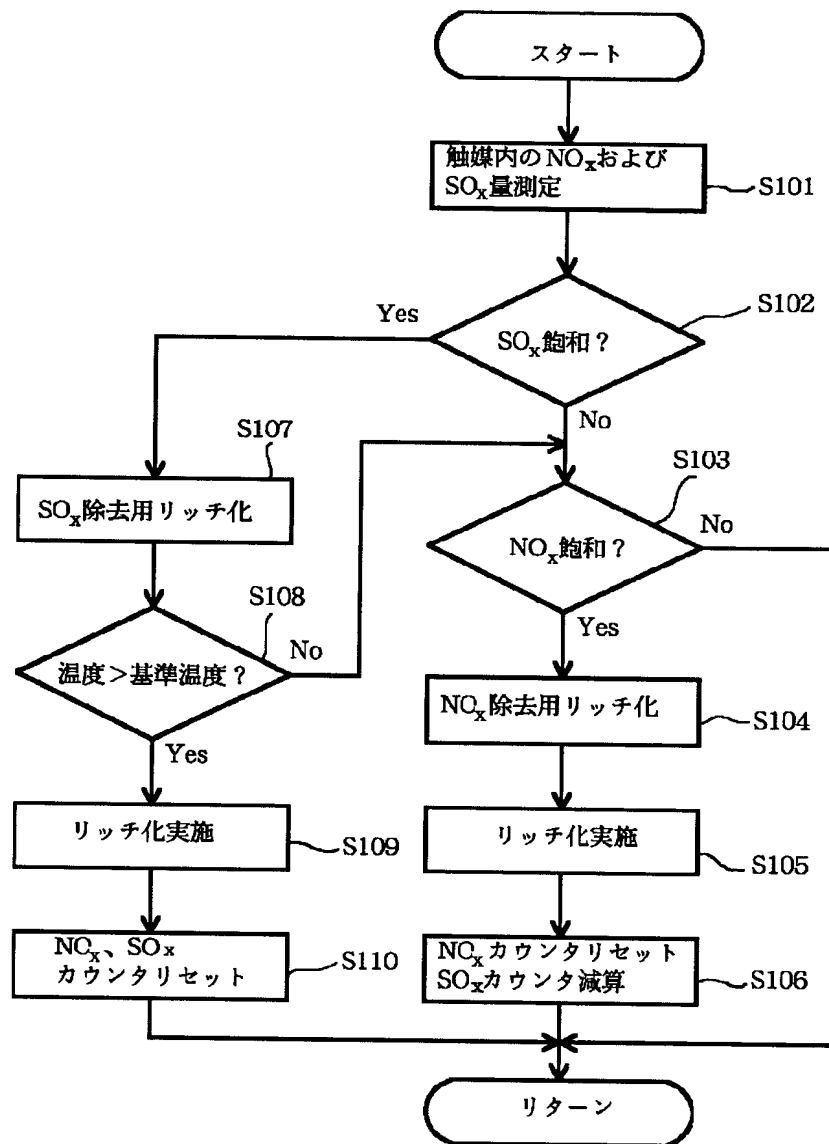 スタート
触媒内のNOxおよび
SOx量測定
S101
S102
Yes
SOx飽和？
No
S107
S103
SOx除去用リッチ化
No
NOx飽和？
S108
Yes
No
温度＞基準温度？
NOx除去用リッチ化
S104
Yes
リッチ化実施
S109
リッチ化実施
S105
NOx、SOx
カウンタリセット
S110
NOxカウンタリセット
SOxカウンタ減算
S106
リターン